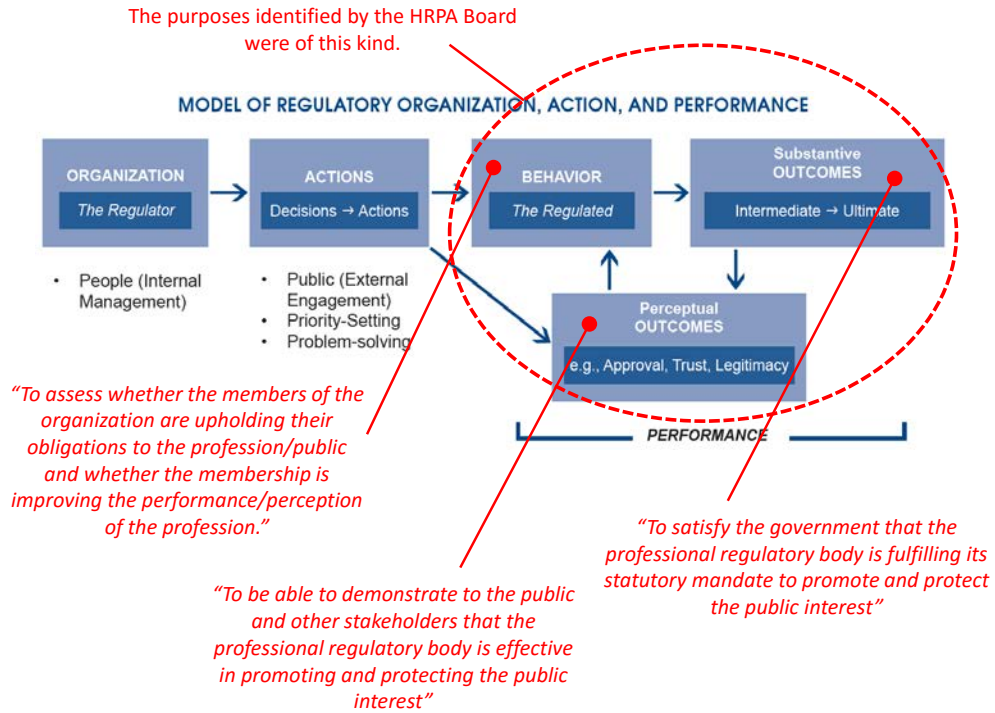 The purposes identified by the HRPA Board
were of this kind.
MODEL OF REGULATORY ORGANIZATION, ACTION, AND PERFORMANCE
ORGANIZATION
The Regulator
• People (Internal
Management)
ACTIONS
Decisions → Actions
• Public (External
Engagement)
• Priority-Setting
• Problem-solving
BEHAVIOR
The Regulated
Substantive
OUTCOMES
Intermediate → Ultimate
Perceptual
OUTCOMES
e.g., Approval, Trust, Legitimacy
PERFORMANCE
“To assess whether the members of the
organization are upholding their
obligations to the profession/public
and whether the membership is
improving the performance/perception
of the profession.”
“To be able to demonstrate to the public
and other stakeholders that the
professional regulatory body is effective
in promoting and protecting the public
interest”
“To satisfy the government that the
professional regulatory body is fulfilling its
statutory mandate to promote and protect
the public interest”